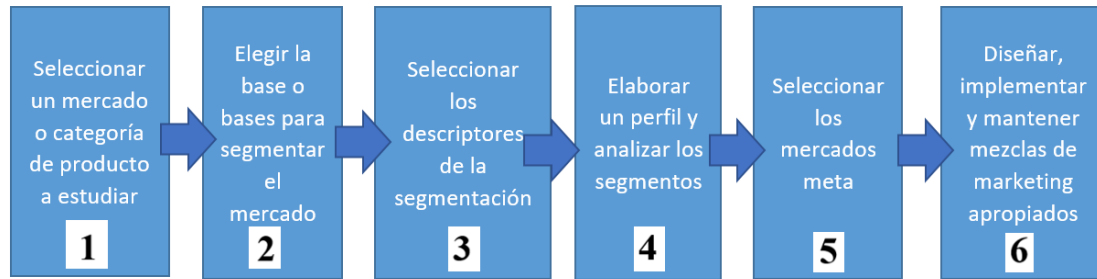 Seleccionar
un mercado
o categoría
de producto
a estudiar
1
Elegir la
base o
bases para
segmentar
el
mercado
2
Seleccionar
los
descriptores
de la
segmentación
3
Elaborar
un perfil y
analizar los
segmentos
4
Seleccionar
los
mercados
meta
5
Diseñar,
implementar
y mantener
mezclas de
marketing
apropiados
6